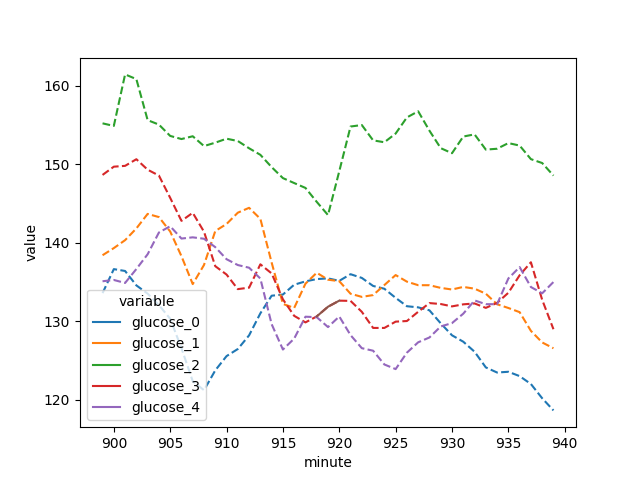 160
150
140
130
120
value
variable
glucose_0
glucose_1
glucose_2
glucose_3
glucose_4
900 905 910 915 920 925 930 935 940
minute